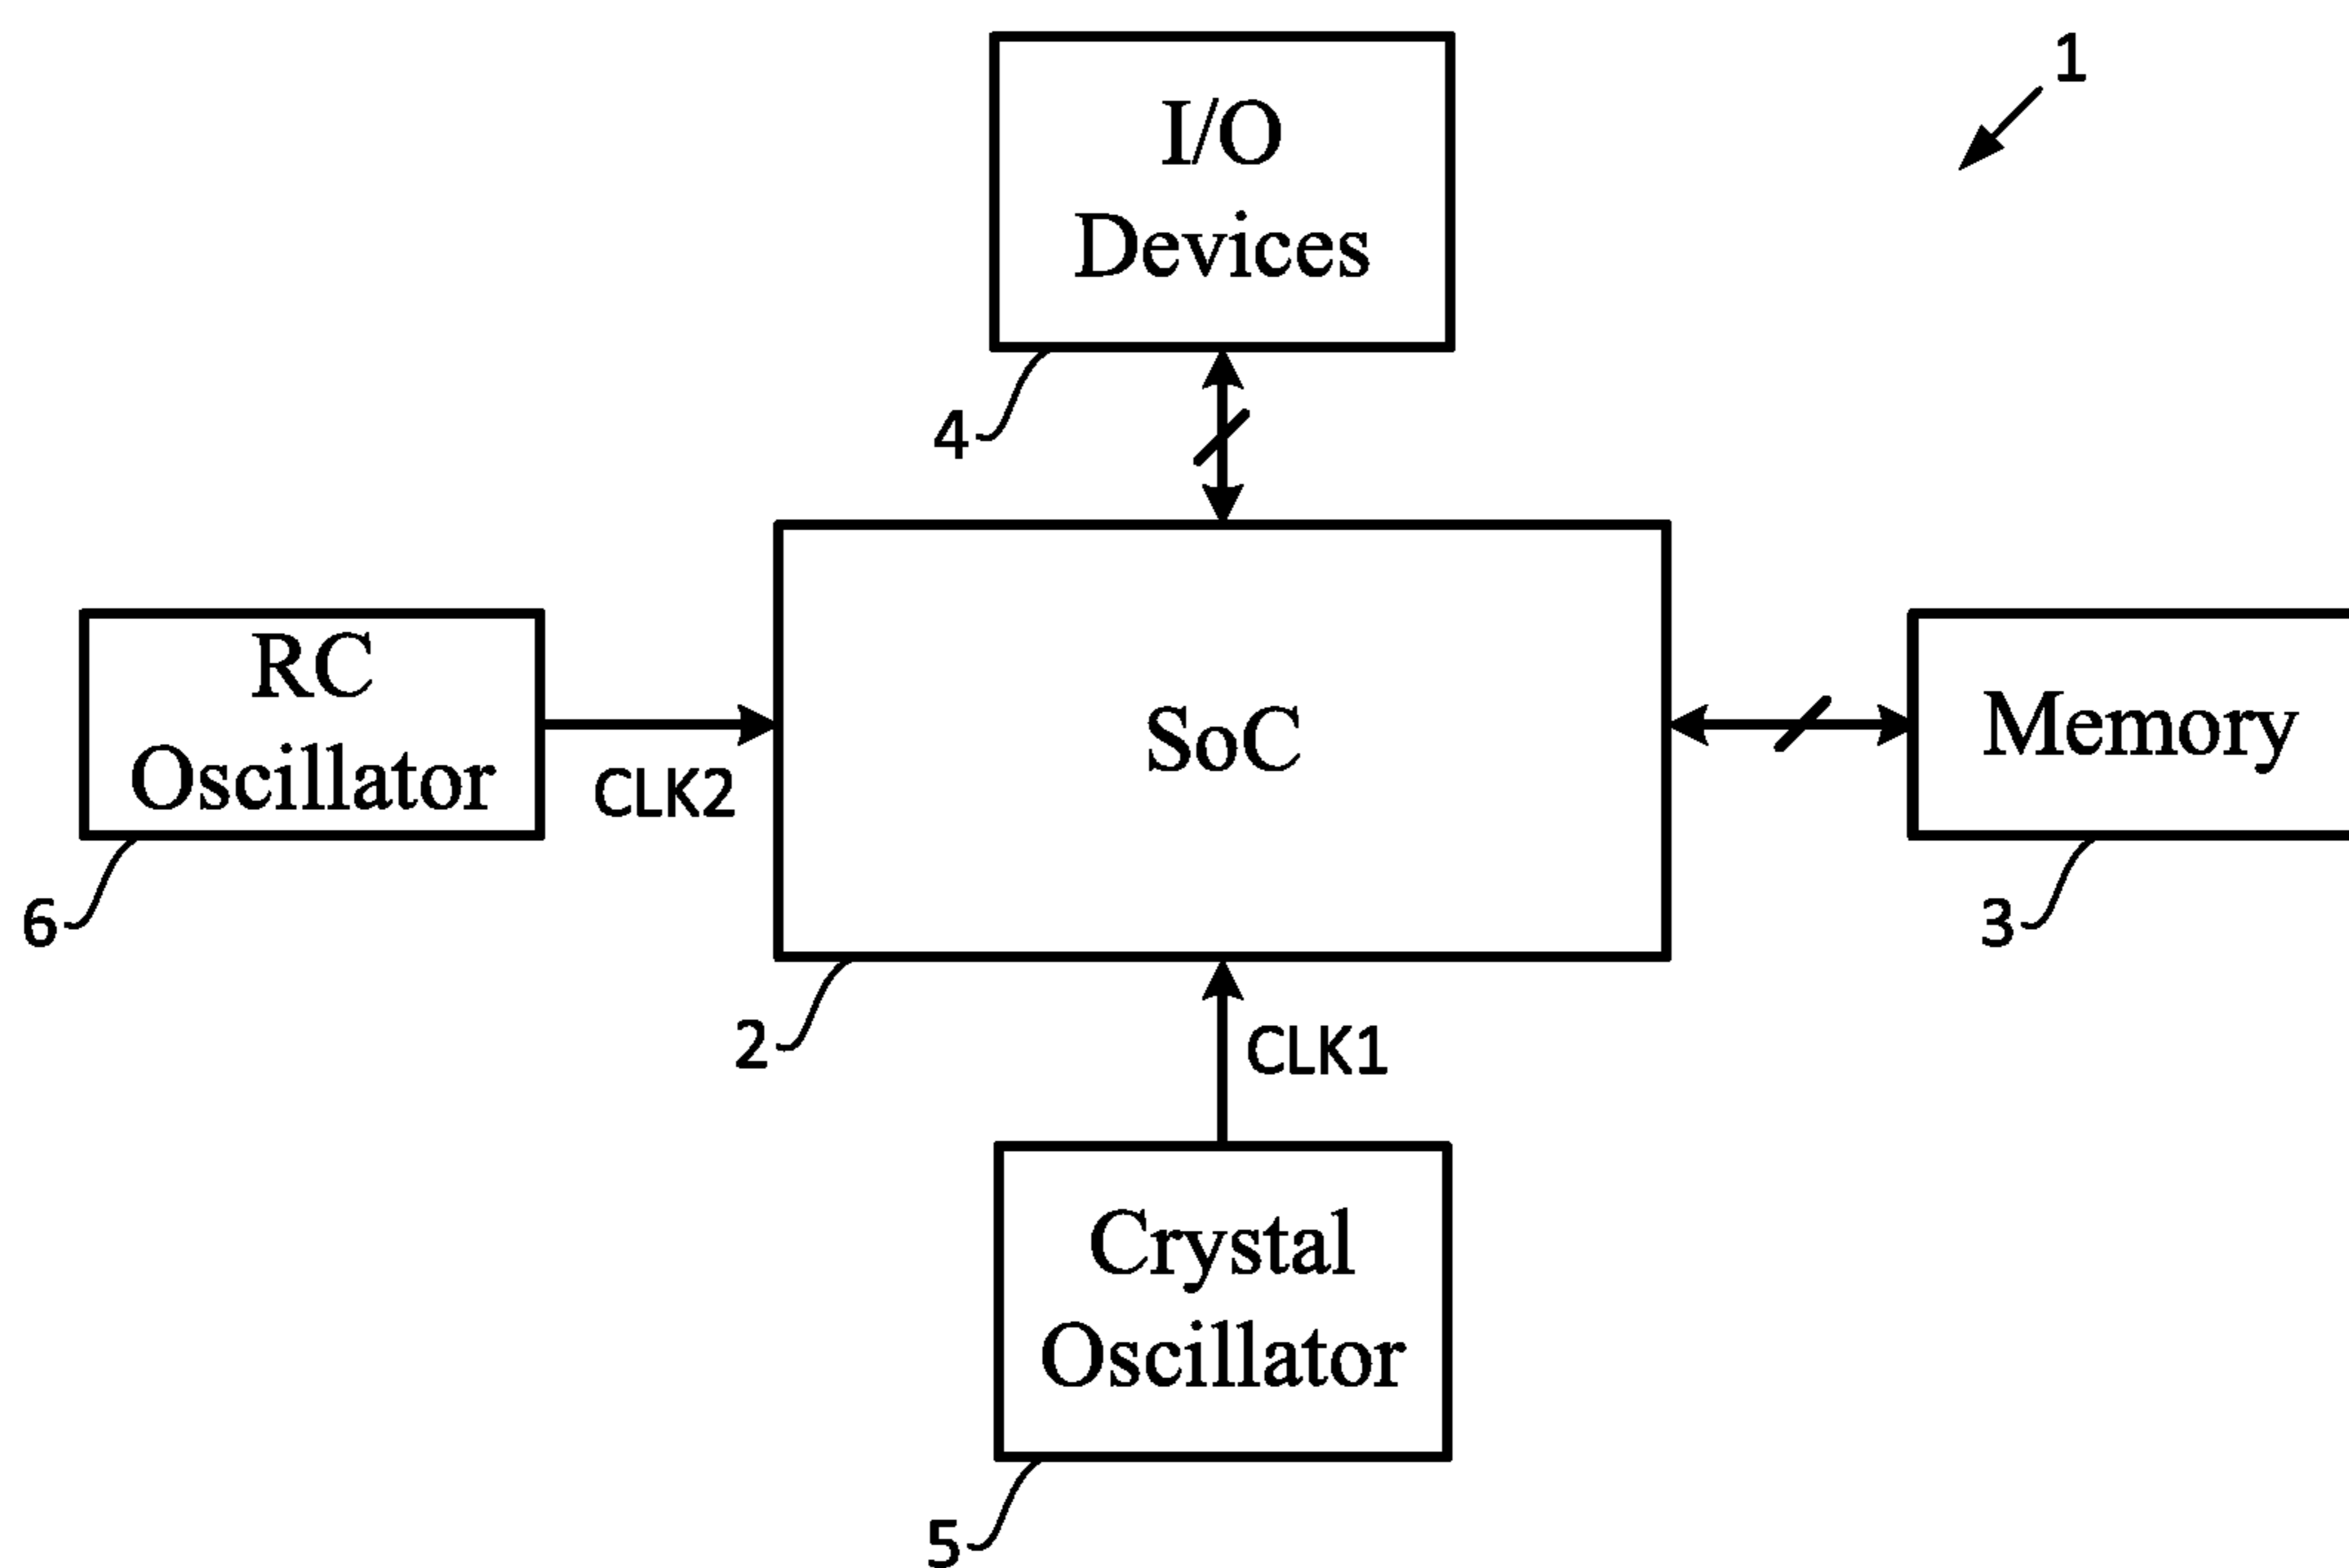 1
I/O
Devices
4
RC
Oscillator
CLK2
SoC
Memory
6
3
2
CLK1
Crystal
Oscillator
5